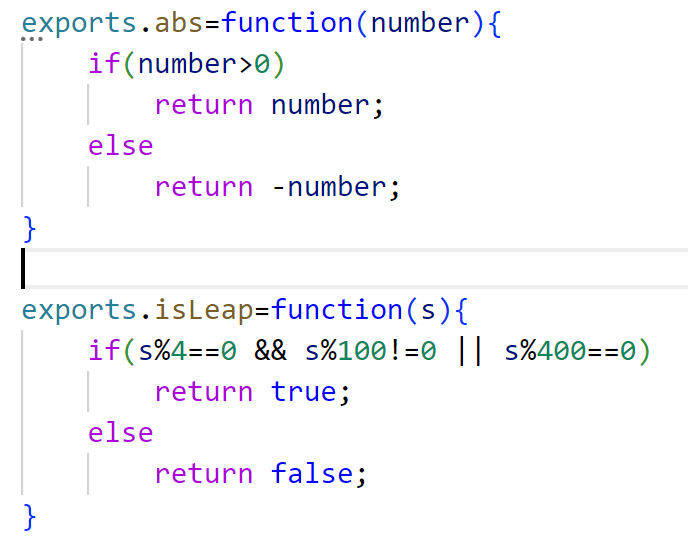 exports.abs=function(number){
    if(number>0)
        return number;
    else
        return -number;
}

exports.isLeap=function(s){
    if(s%4==0 && s%100!=0 || s%400==0)
        return true;
    else
        return false;
}